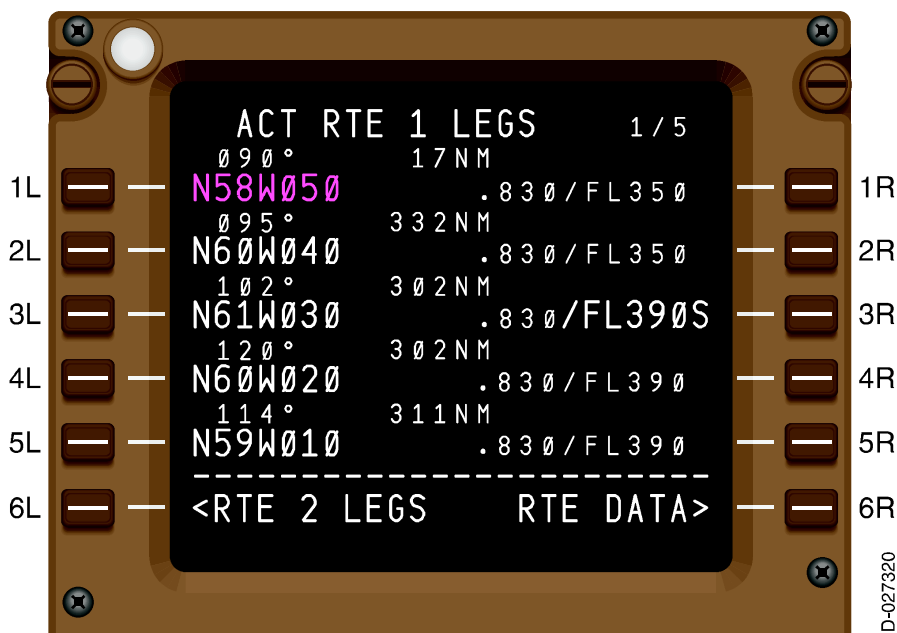 ACT RTE 1 LEGS 1/5
090° 17NM
1L N58W050 .830/FL350 1R
095° 332NM
2L N60W040 .830/FL350 2R
102° 302NM
3L N61W030 .830/FL390S 3R
120° 302NM
4L N60W020 .830/FL390 4R
114° 311NM
5L N59W010 .830/FL390 5R
--------------------------
6L <RTE 2 LEGS RTE DATA> 6R
D-027320